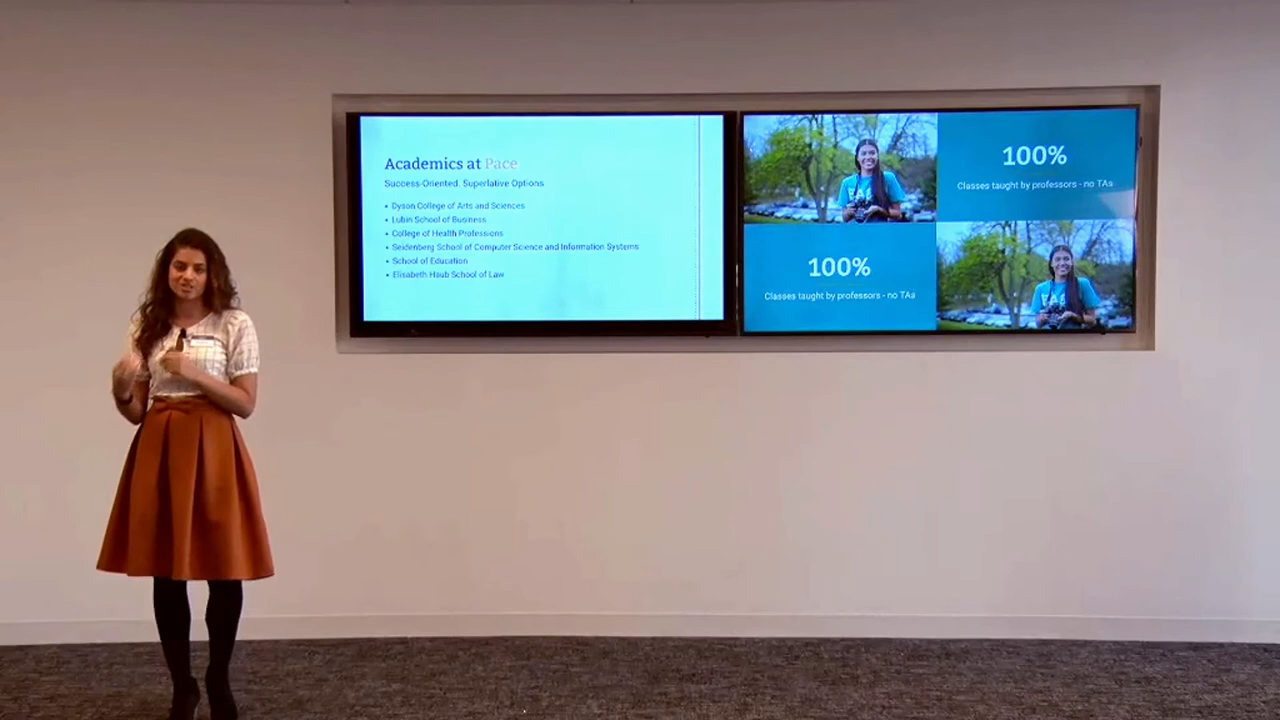 Academics at Pace
Success-Oriented. Superlative Options
• Dyson College of Arts and Sciences
• Lubin School of Business
• College of Health Professions
• Seidenberg School of Computer Science and Information Systems
• School of Education
• Elisabeth Haub School of Law
100%
Classes taught by professors - no TAs
100%
Classes taught by professors - no TAs